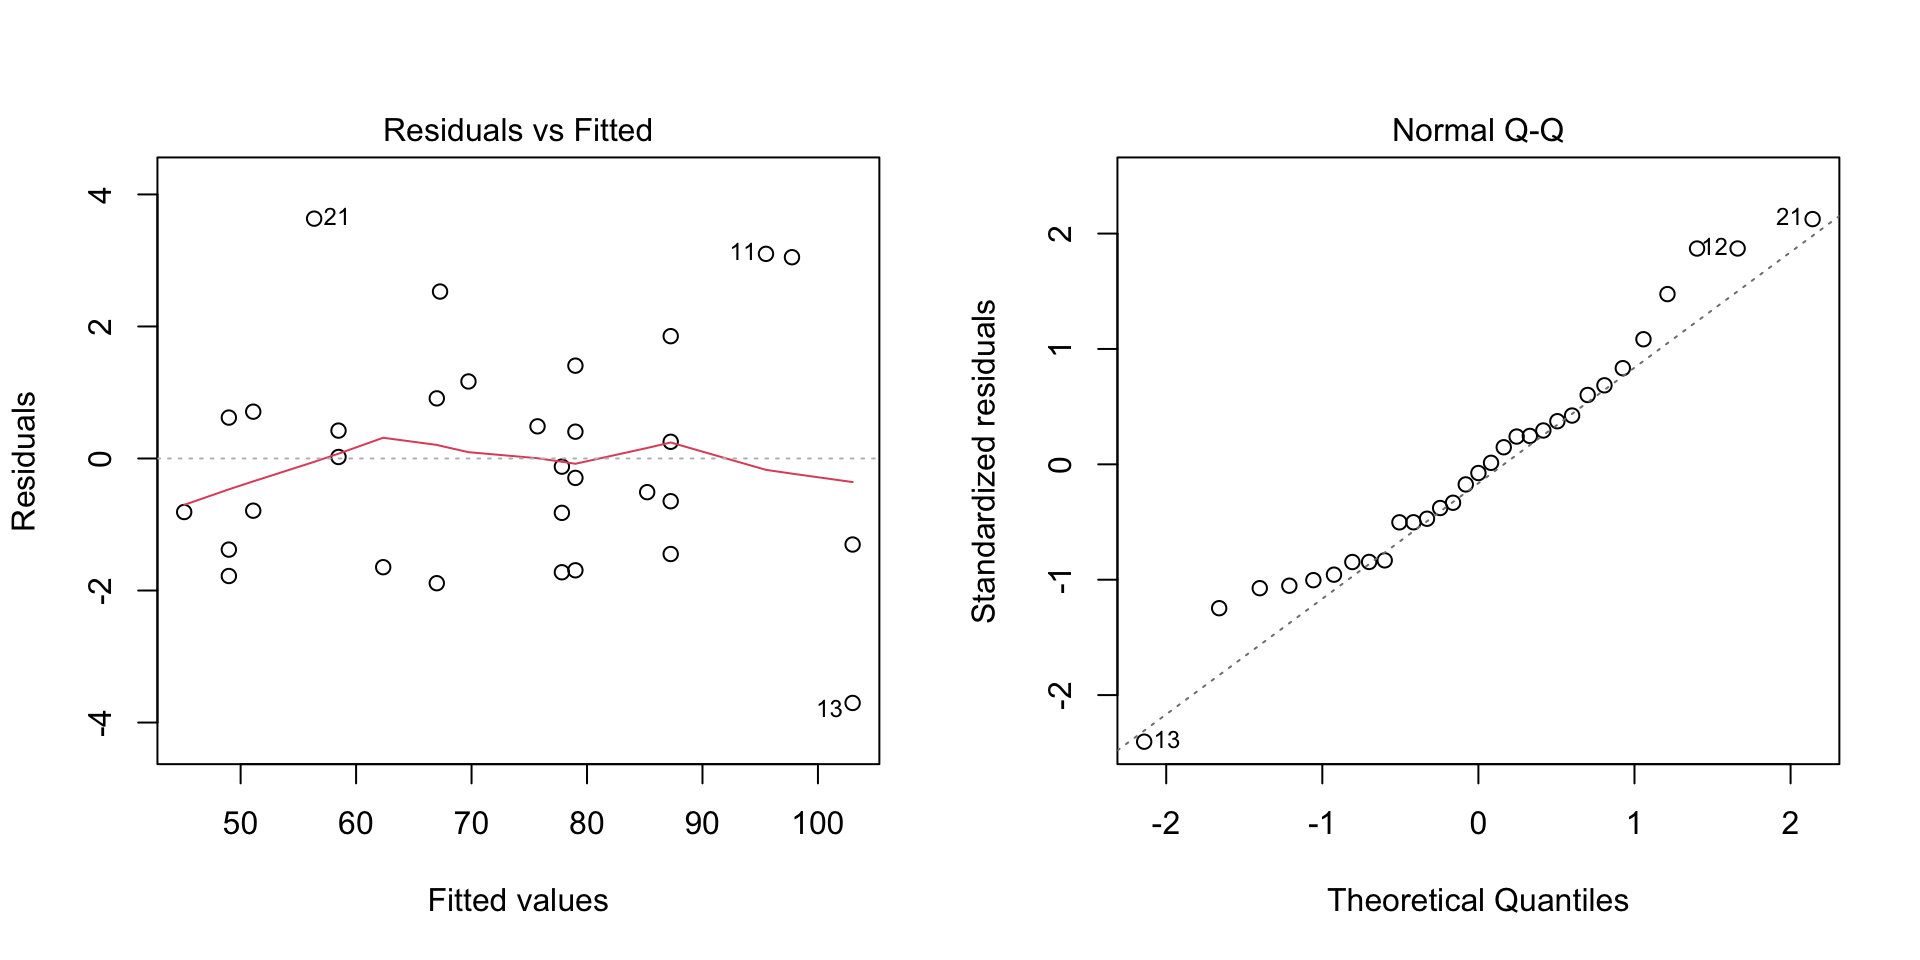 Residuals vs Fitted
Residuals
4
2
0
-2
-4
21
11
13
50 60 70 80 90 100
Fitted values
Normal Q-Q
Standardized residuals
2
1
0
-1
-2
21
12
13
-2 -1 0 1 2
Theoretical Quantiles